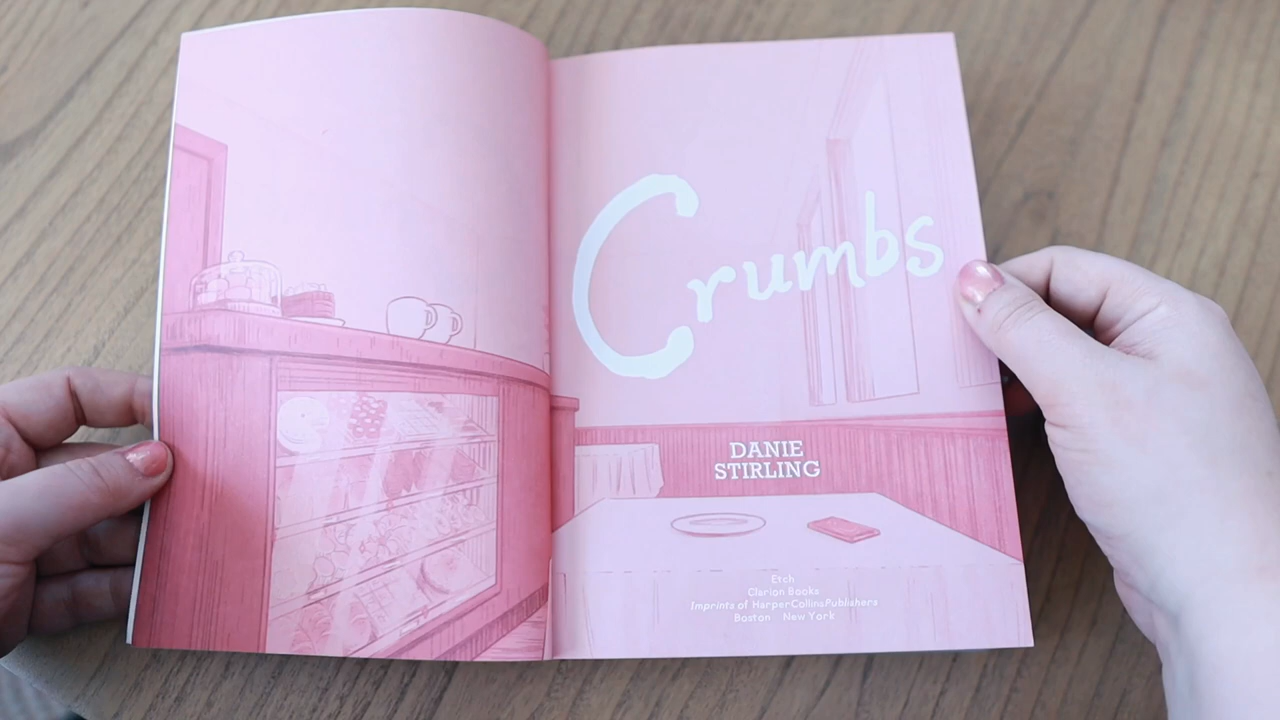 Crumbs
DANIE
STIRLING
Etch
Clarion Books
Imprints of HarperCollinsPublishers
Boston New York